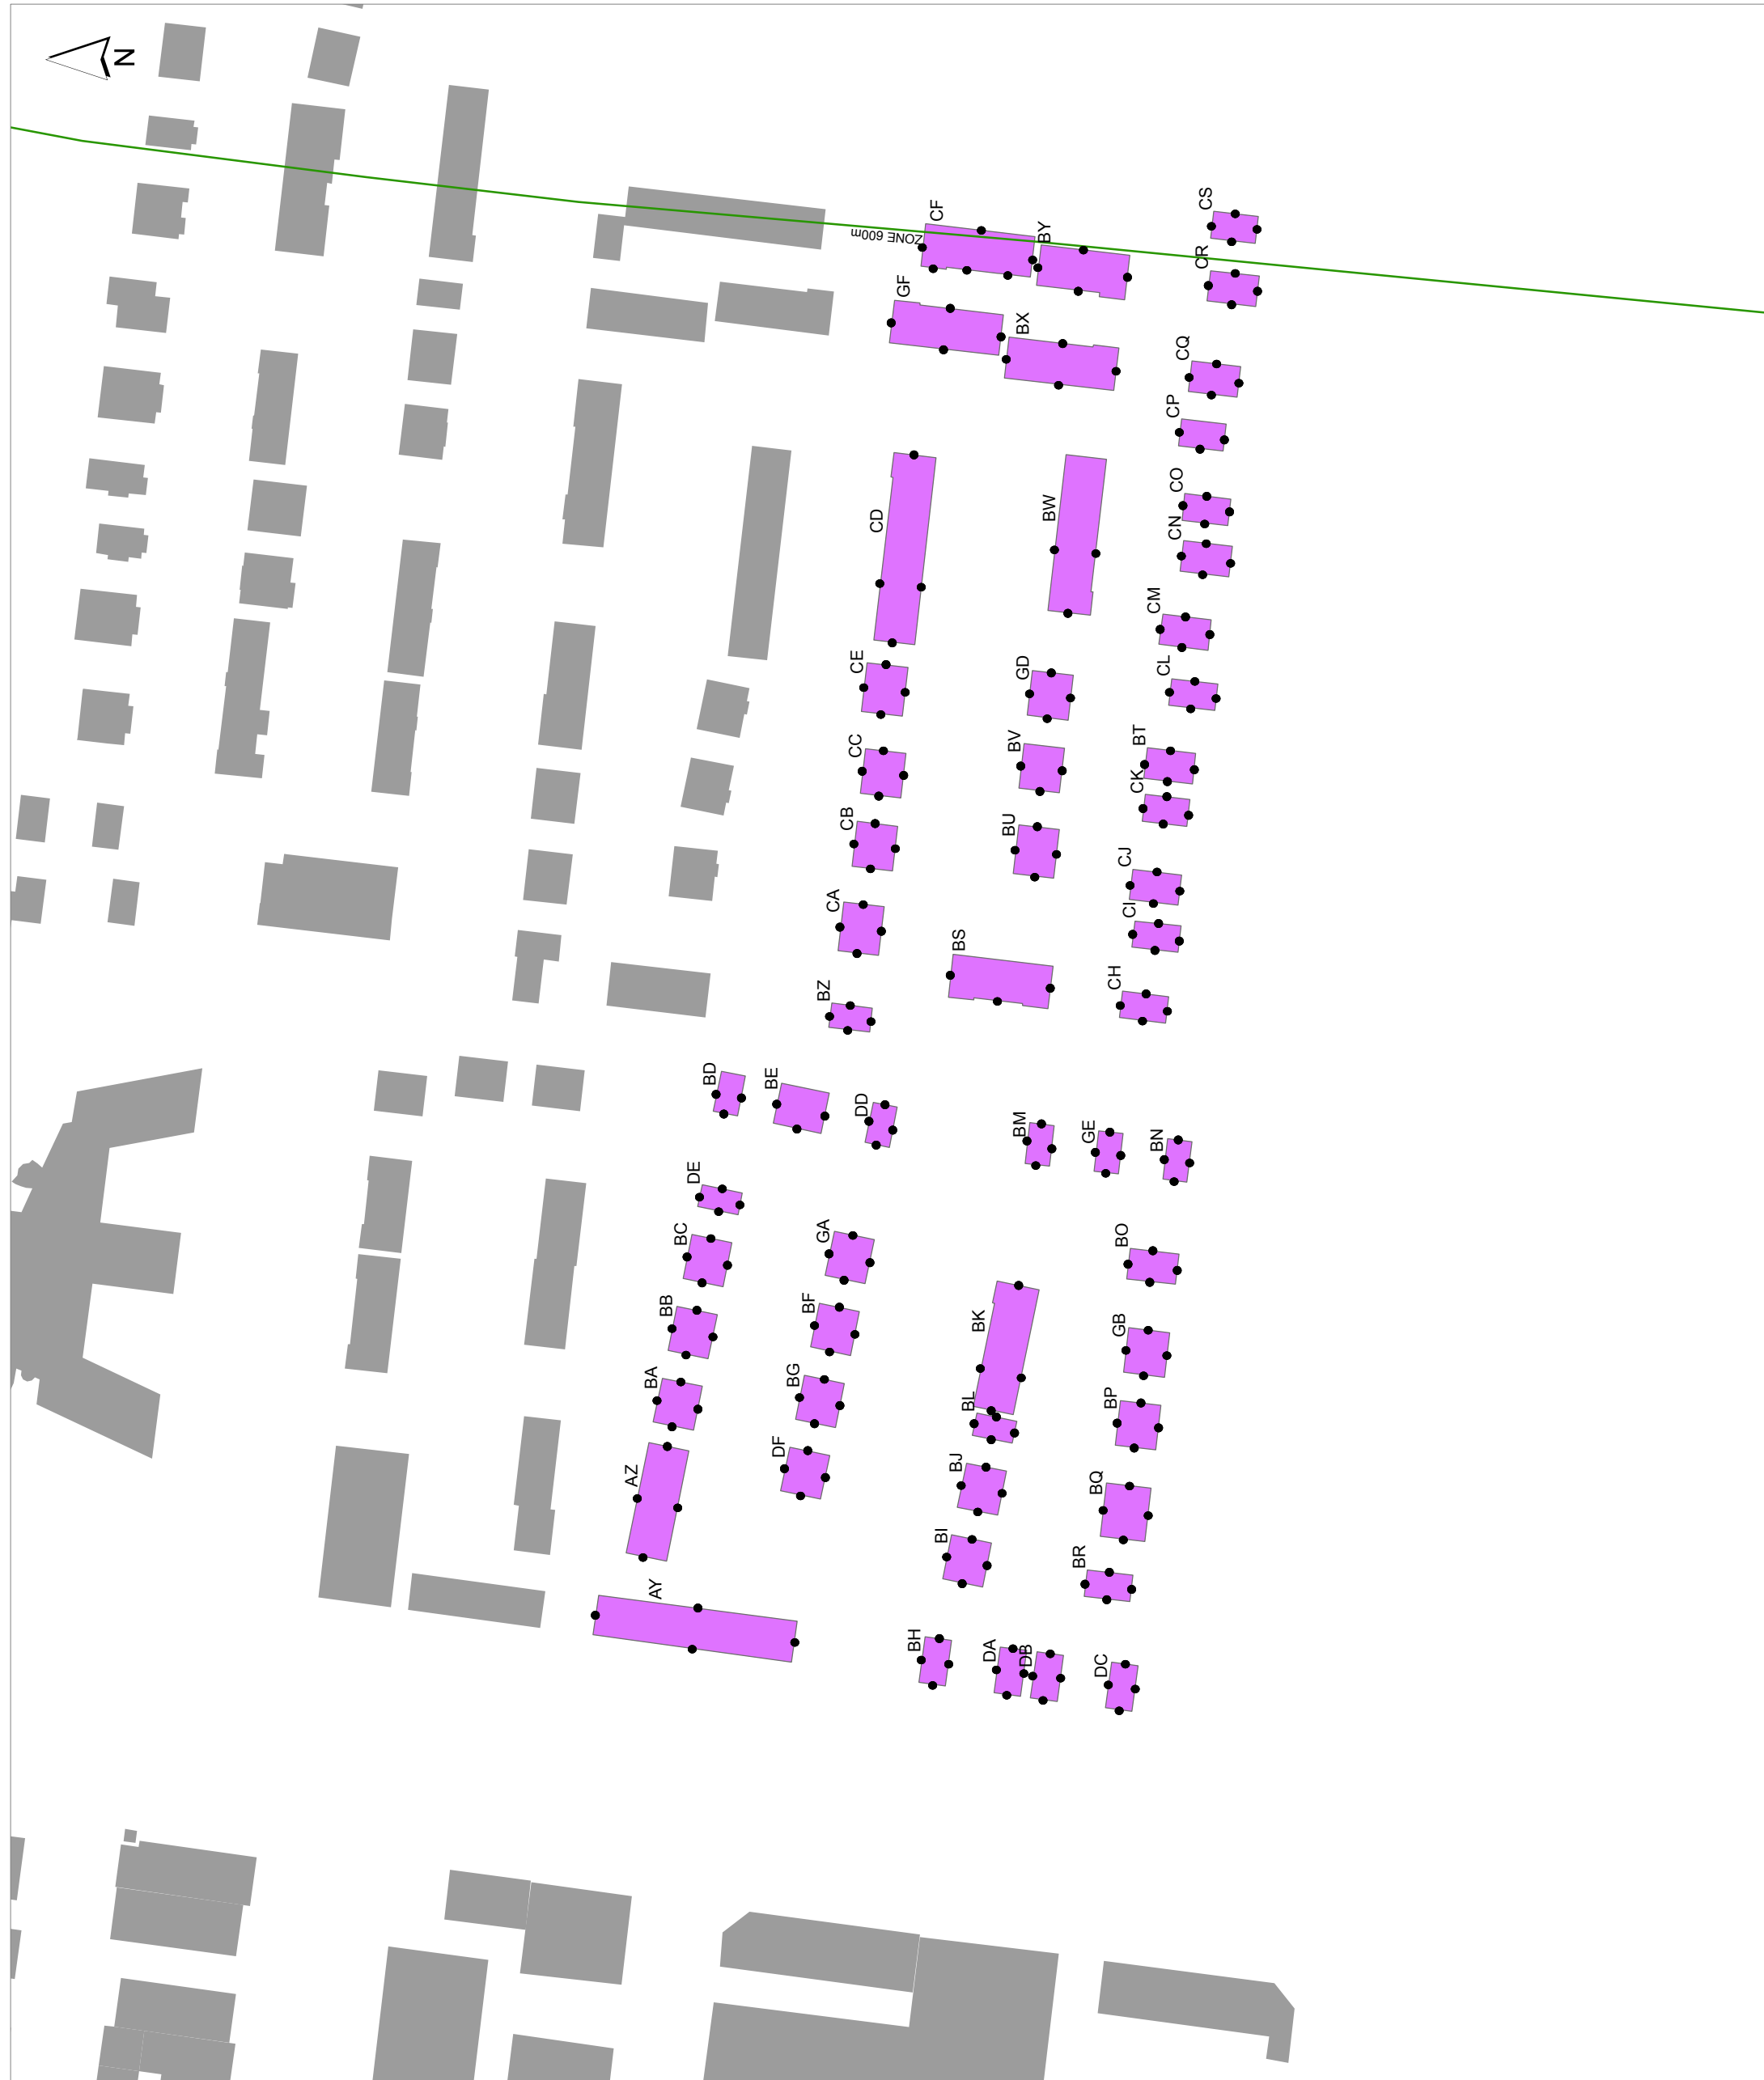 N
CS
CF
BY
ZONE 600m
CR
GF
BX
CQ
CP
CD
BW
CO
CN
CM
CE
GD
CL
CC
BV
BT
CK
CB
BU
CJ
CA
CI
BS
BZ
CH
BD
BE
DD
BM
GE
BN
DE
BC
GA
BO
BB
BF
BK
GB
BA
BG
BL
BP
AZ
DF
BJ
BQ
BI
AY
BR
BH
DA
DB
DC